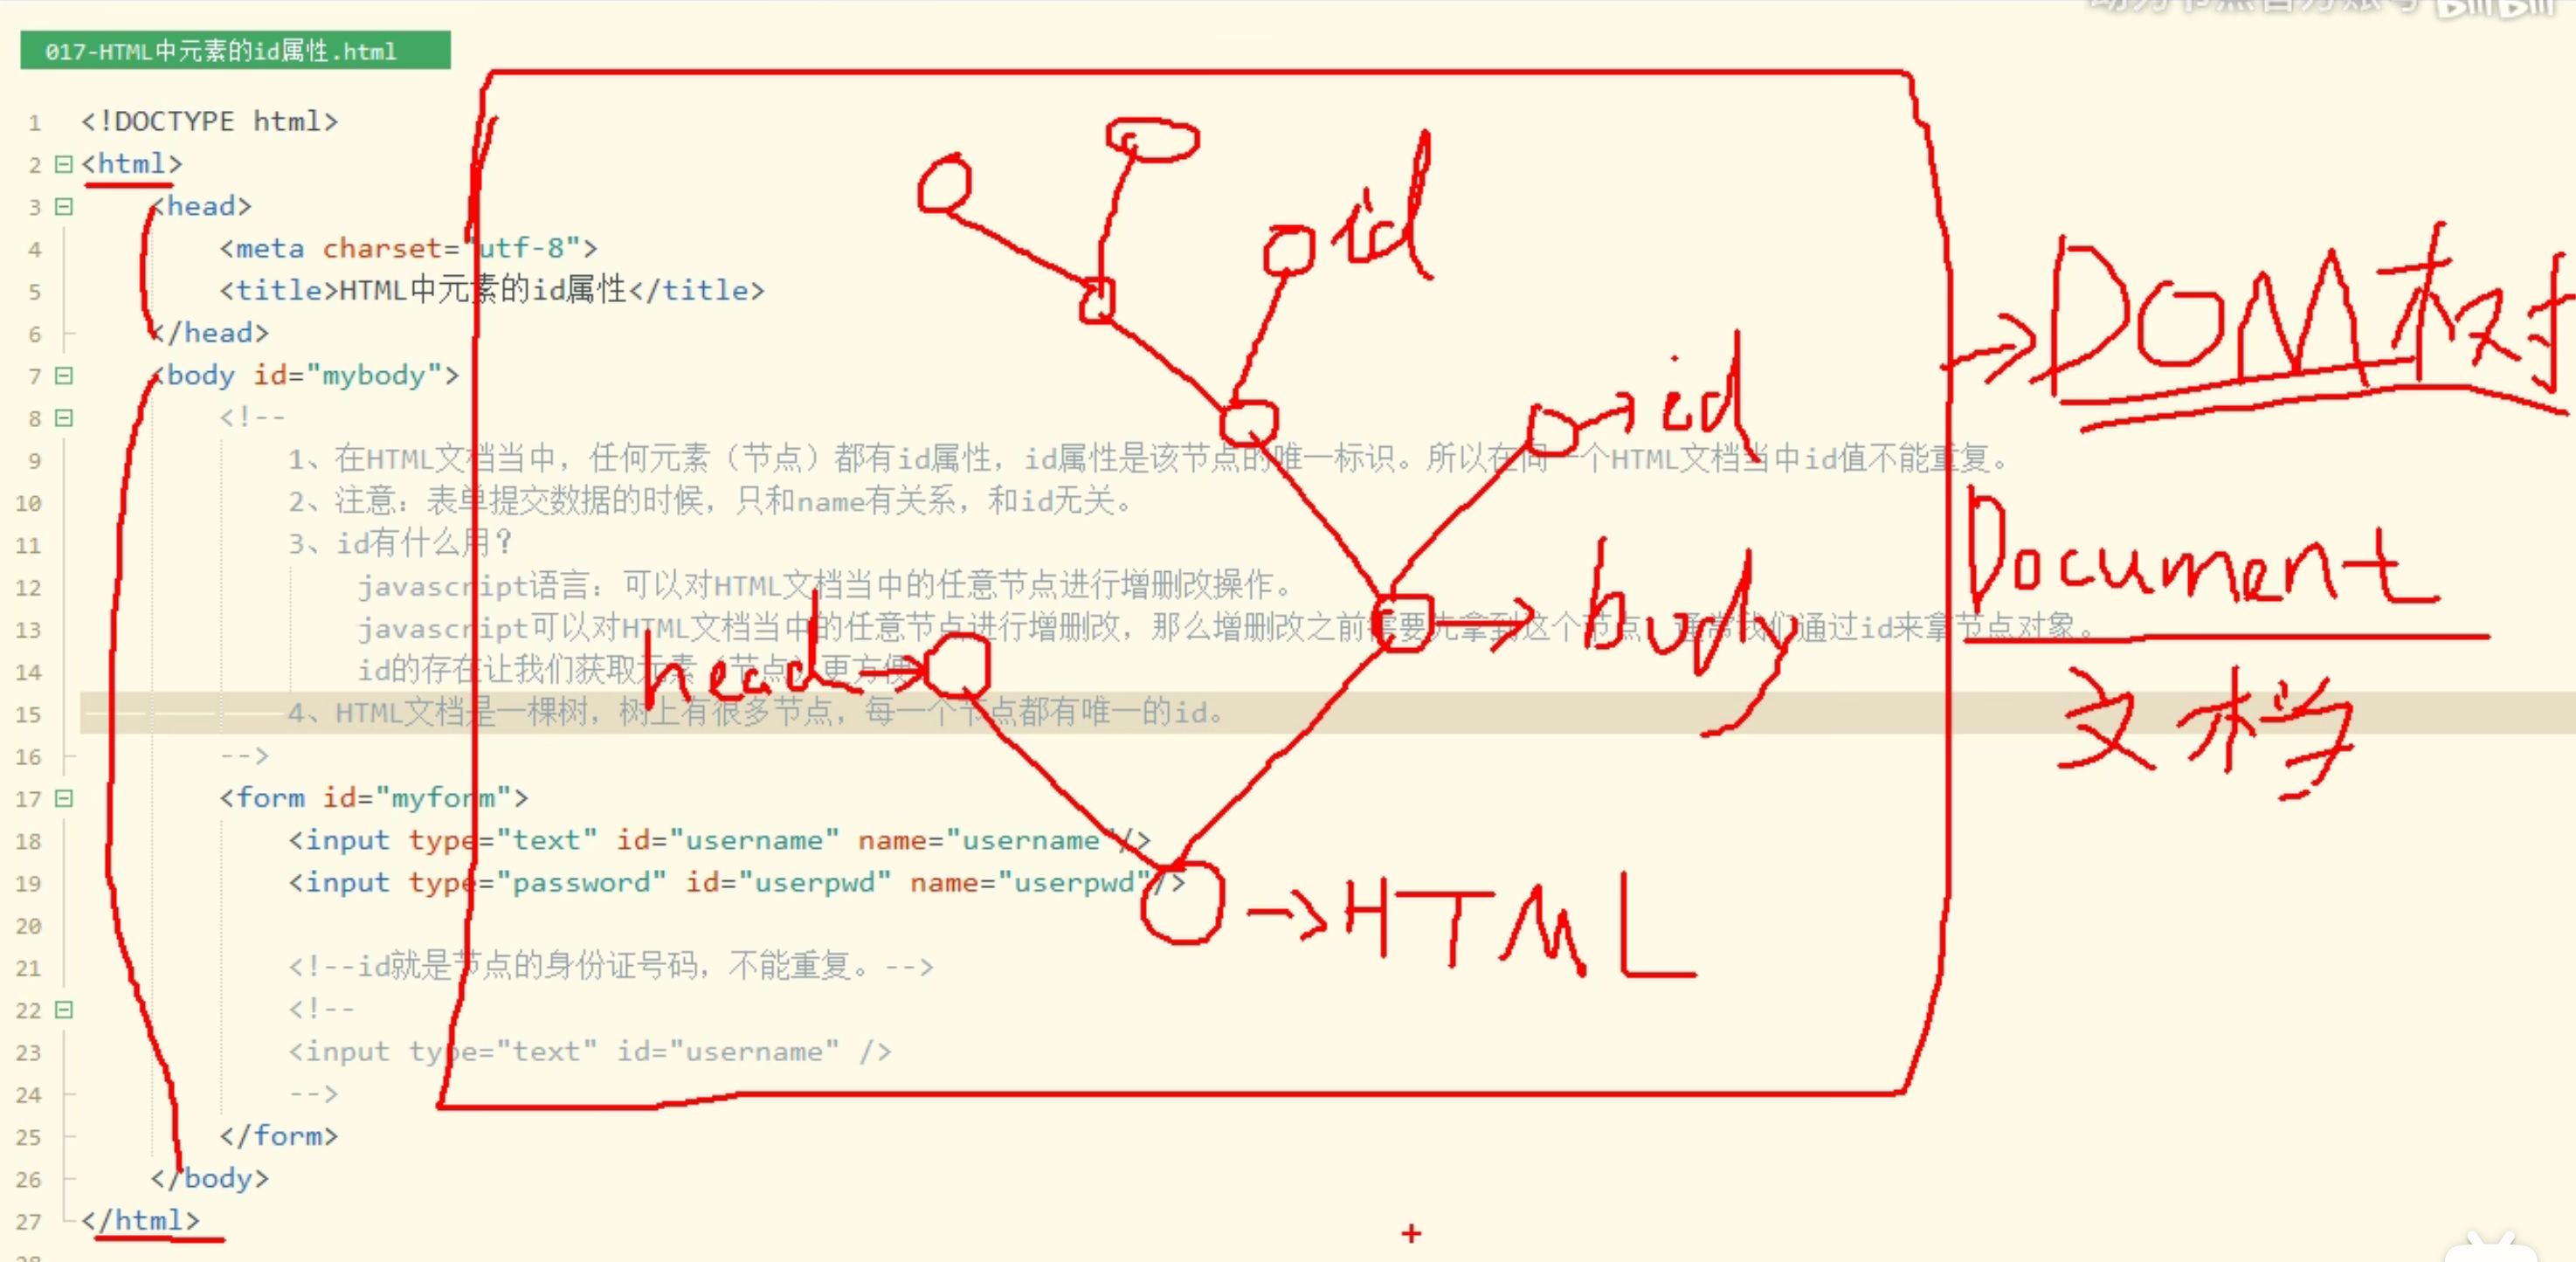 动力节点官方账号 bilibili
017-HTML中元素的id属性.html
1 <!DOCTYPE html>
2 <html>
3 <head>
4 <meta charset="utf-8">
5 <title>HTML中元素的id属性</title>
6 </head>
7 <body id="mybody">
8 <!--
9 1、在HTML文档当中，任何元素（节点）都有id属性，id属性是该节点的唯一标识。所以在同一个HTML文档当中id值不能重复。
10 2、注意：表单提交数据的时候，只和name有关系，和id无关。
11 3、id有什么用？
12 javascript语言：可以对HTML文档当中的任意节点进行增删改操作。
13 javascript可以对HTML文档当中的任意节点进行增删改，那么增删改之前需要先拿到这个节点，通常我们通过id来拿节点对象。
14 id的存在让我们获取元素（节点）更方便
15 4、HTML文档是一棵树，树上有很多节点，每一个节点都有唯一的id。
16 -->
17 <form id="myform">
18 <input type="text" id="username" name="username"/>
19 <input type="password" id="userpwd" name="userpwd"/>
20
21 <!--id就是节点的身份证号码，不能重复。-->
22 <!--
23 <input type="text" id="username" />
24 -->
25 </form>
26 </body>
27 </html>
id
id
body
head
HTML
DOM树
Document
文档